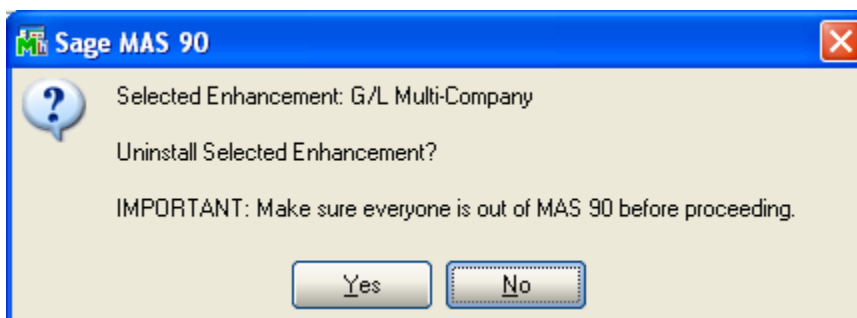 Sage MAS 90
Selected Enhancement: G/L Multi-Company
Uninstall Selected Enhancement?
IMPORTANT: Make sure everyone is out of MAS 90 before proceeding.
Yes No